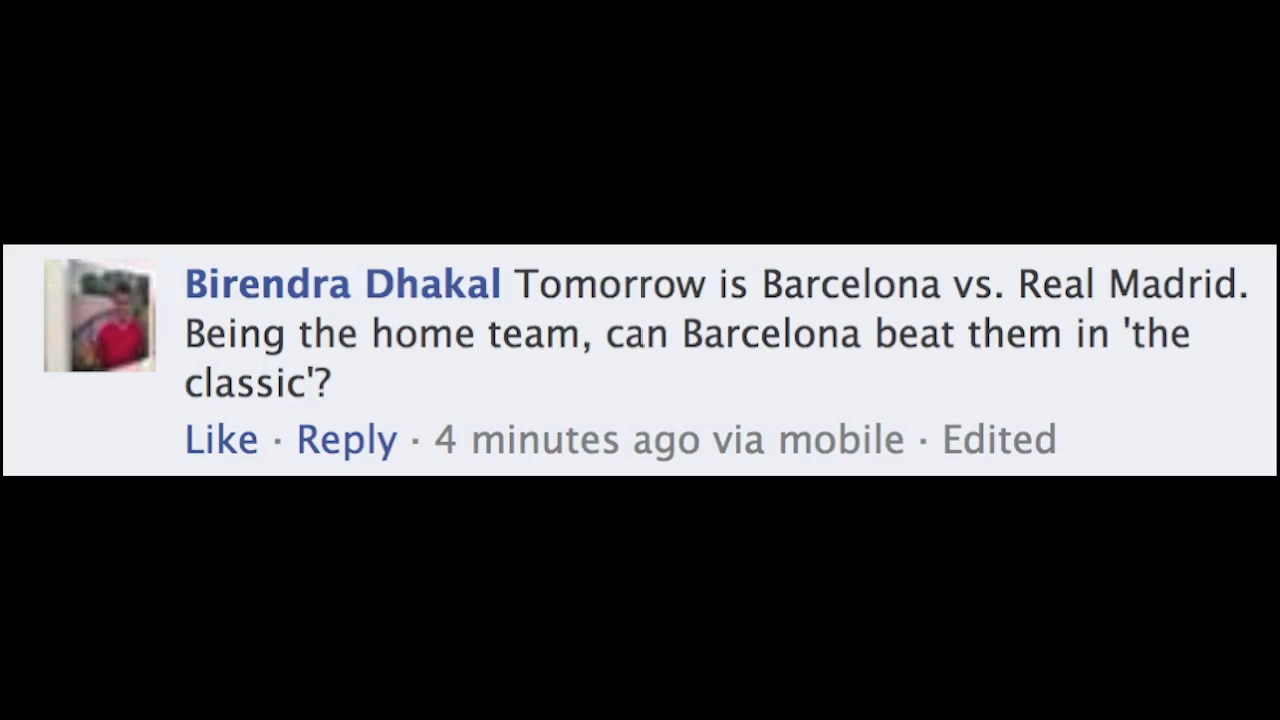 Birendra Dhakal Tomorrow is Barcelona vs. Real Madrid.
Being the home team, can Barcelona beat them in 'the
classic'?
Like · Reply · 4 minutes ago via mobile · Edited